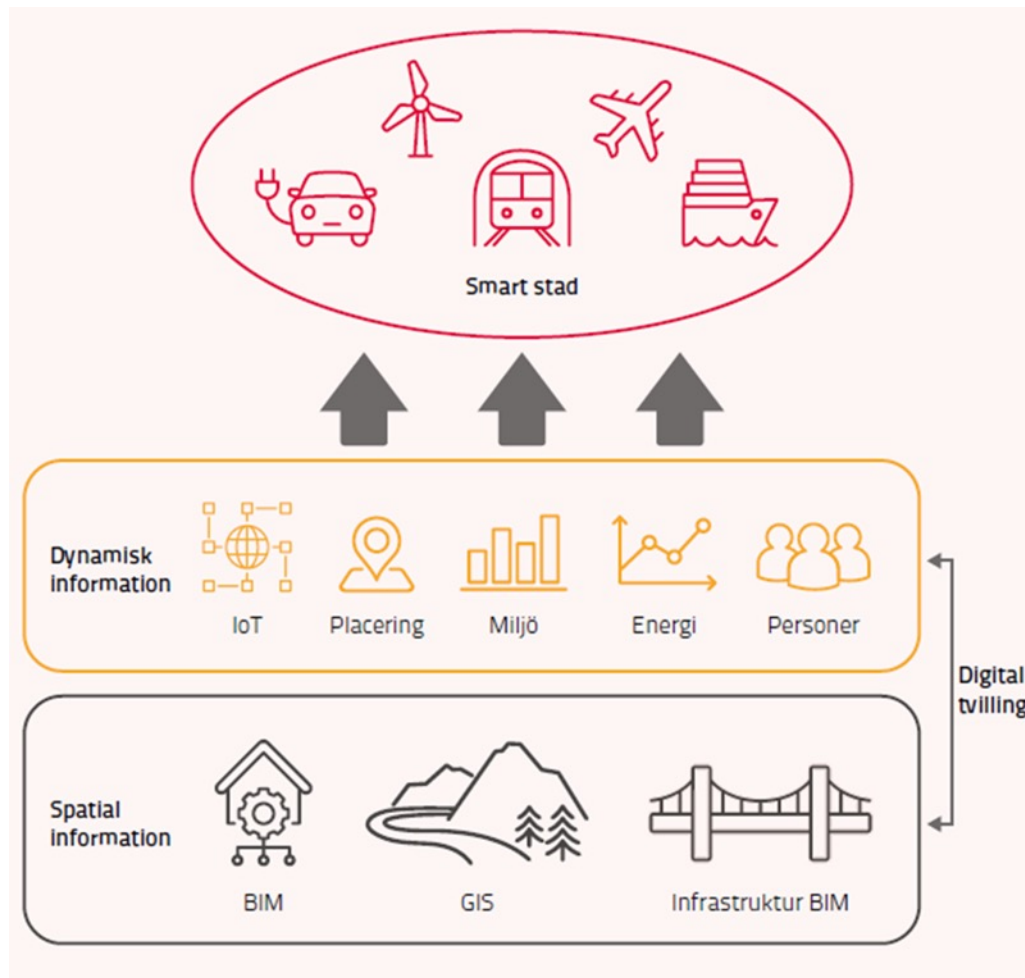 Smart stad
Dynamisk
information
IoT
Placering
Miljö
Energi
Personer
Digital
tvilling
Spatial
information
BIM
GIS
Infrastruktur BIM